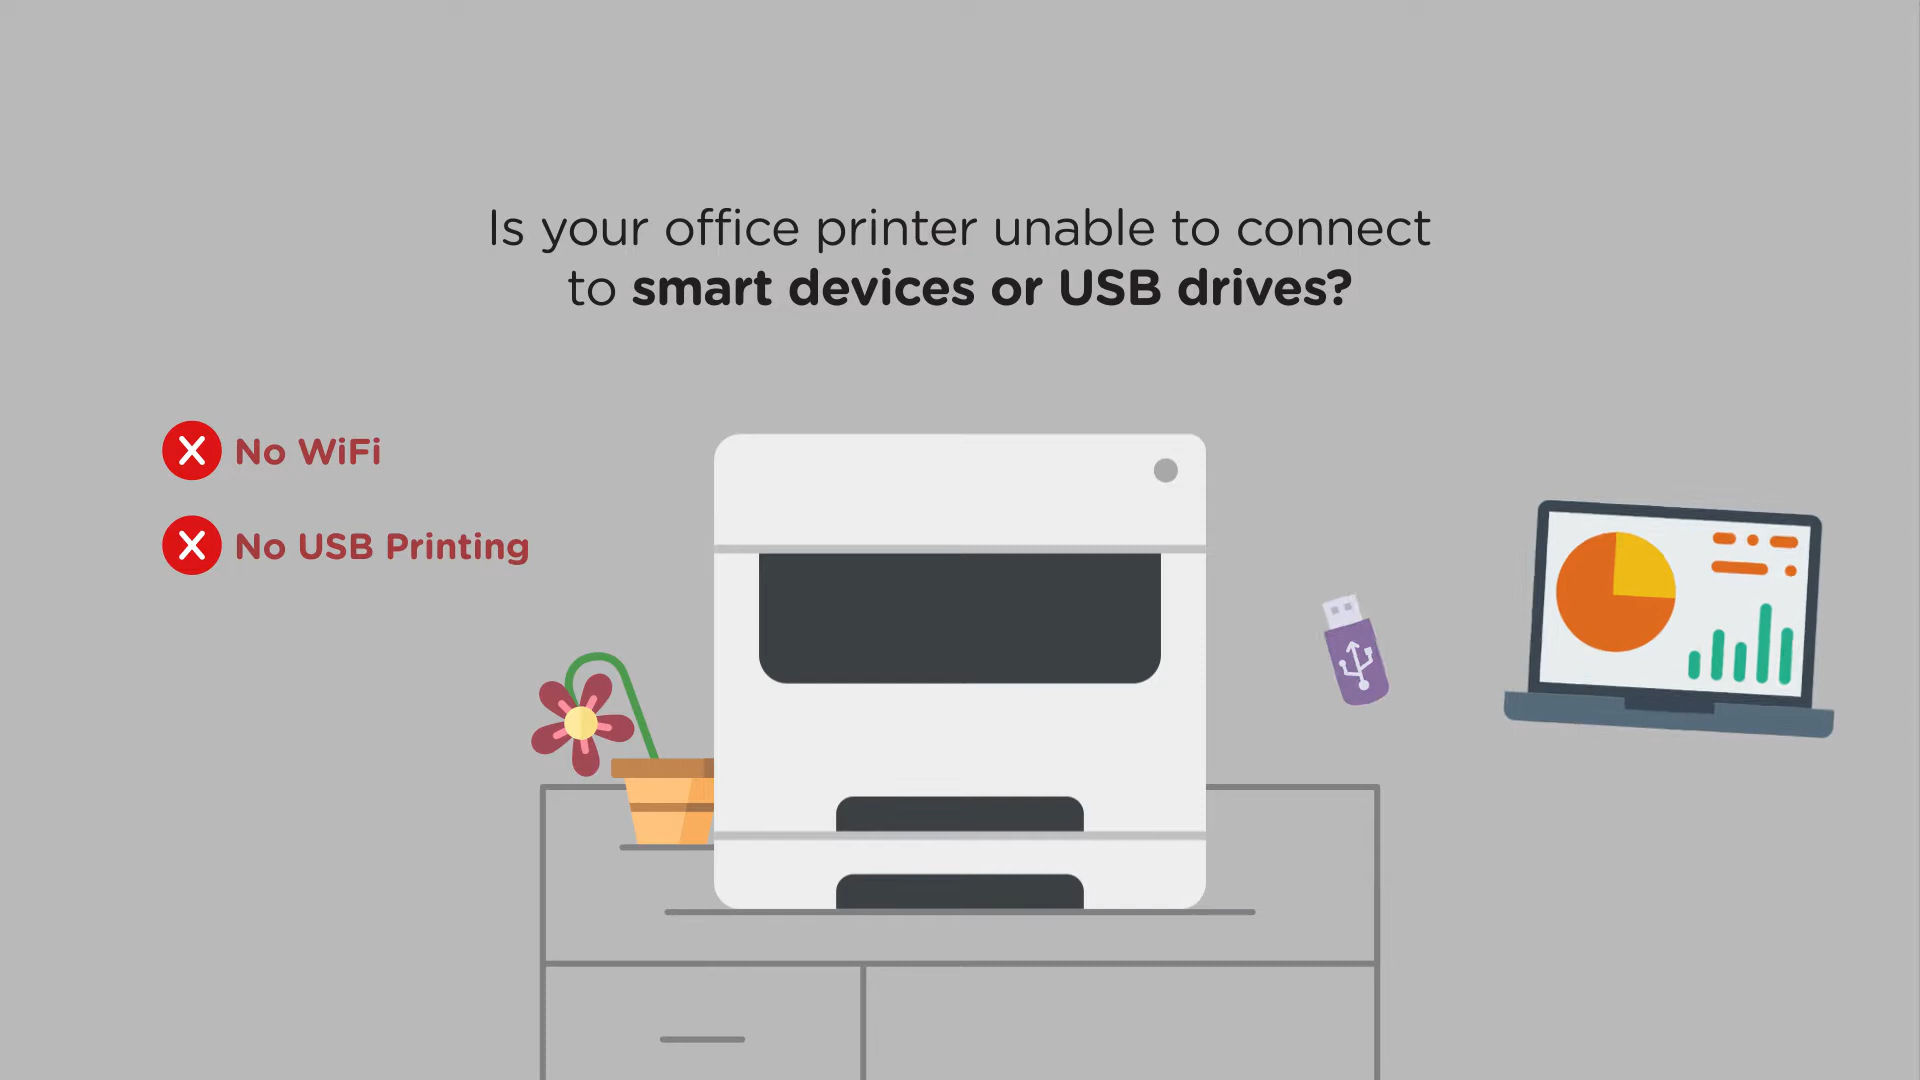 Is your office printer unable to connect
to smart devices or USB drives?
No WiFi
No USB Printing